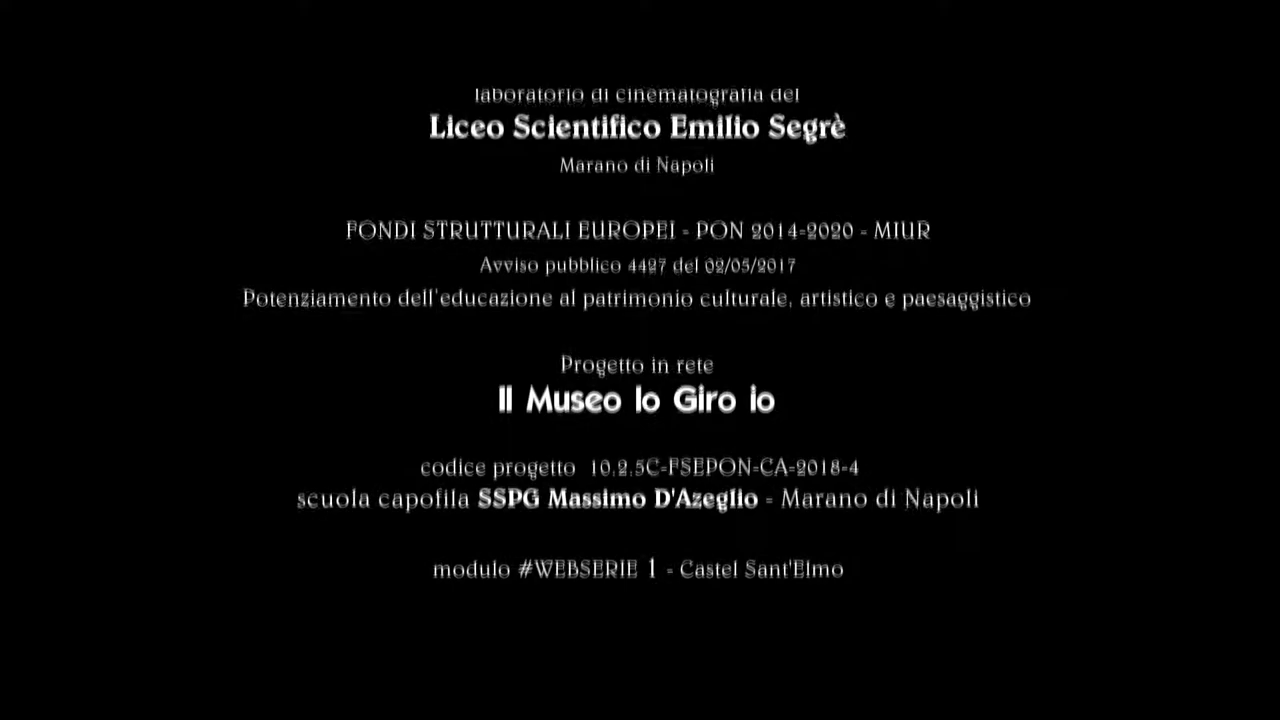 laboratorio di cinematografia del
Liceo Scientifico Emilio Segrè
Marano di Napoli
FONDI STRUTTURALI EUROPEI - PON 2014-2020 - MIUR
Avviso pubblico 4427 del 02/05/2017
Potenziamento dell'educazione al patrimonio culturale, artistico e paesaggistico
Progetto in rete
Il Museo lo Giro io
codice progetto 10.2.5C-FSEPON-CA-2018-4
scuola capofila SSPG Massimo D'Azeglio - Marano di Napoli
modulo #WEBSERIE 1 - Castel Sant'Elmo